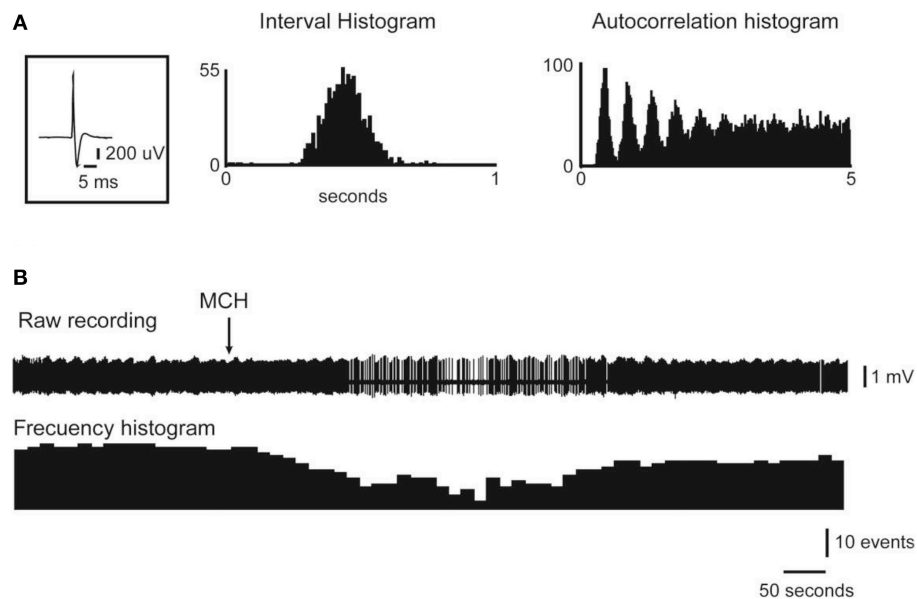 A
Interval Histogram
Autocorrelation histogram
200 uV
5 ms
55
0
0
1
seconds
100
0
0
5
B
MCH
Raw recording
1 mV
Frecuency histogram
10 events
50 seconds